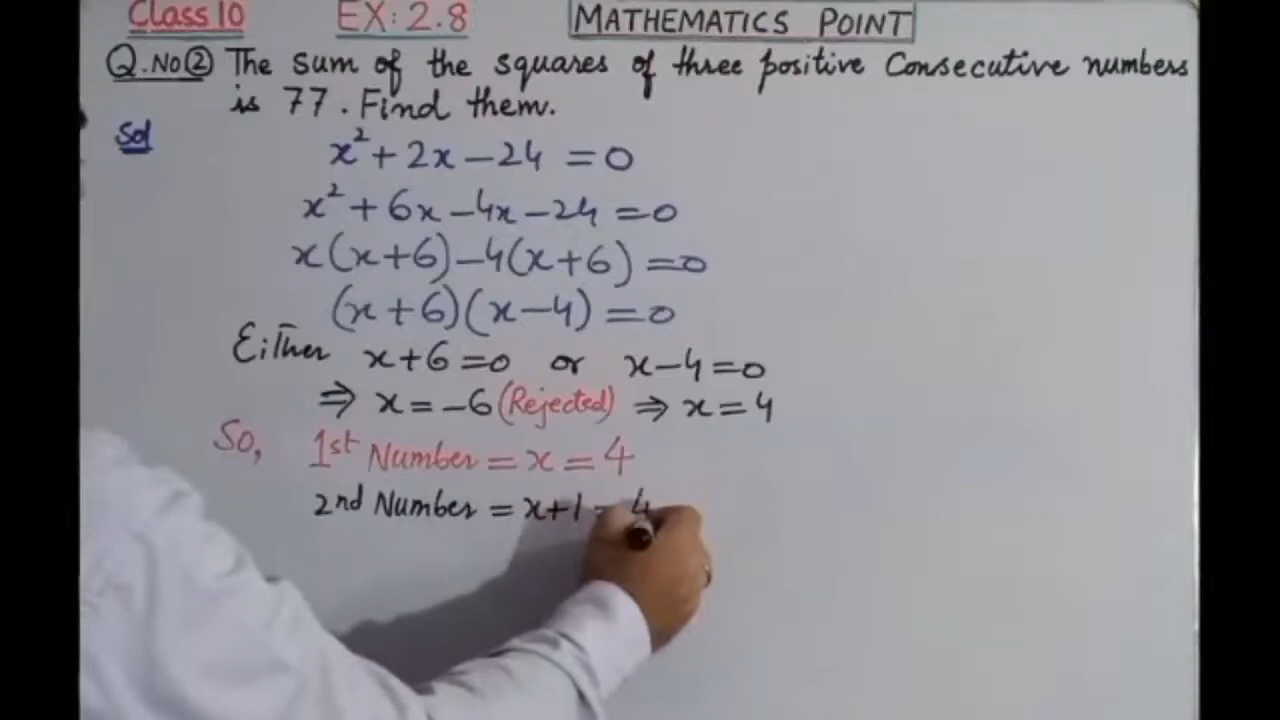 Class 10 EX: 2.8 MATHEMATICS POINT
Q.No② The sum of the squares of three positive Consecutive numbers
is 77. Find them.
Sol
x² + 2x - 24 = 0
x² + 6x - 4x - 24 = 0
x(x+6) - 4(x+6) = 0
(x+6)(x-4) = 0
Either x+6=0 or x-4=0
⇒ x = -6 (Rejected) ⇒ x = 4
So, 1st Number = x = 4
2nd Number = x+1 = 4